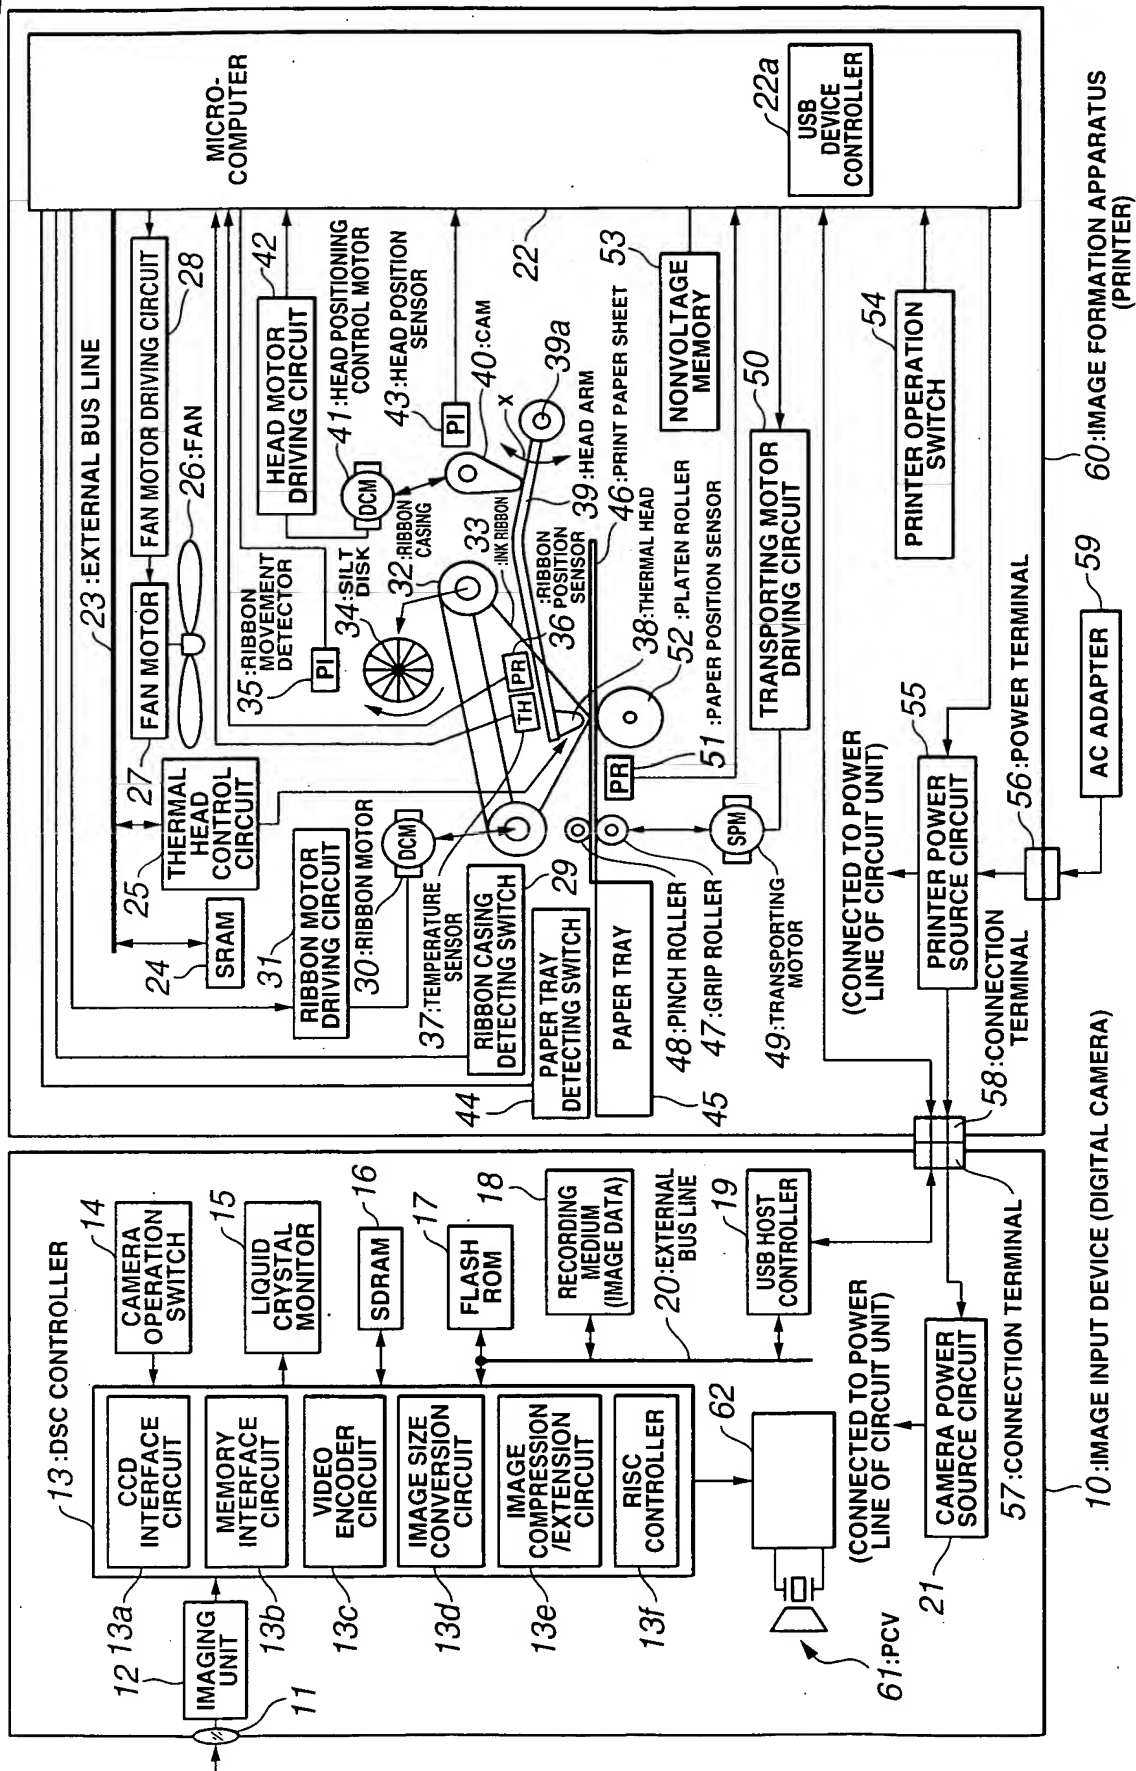 13:DSC CONTROLLER
14
CAMERA
OPERATION
SWITCH
15
LIQUID
CRYSTAL
MONITOR
16
SDRAM
17
FLASH
ROM
18
RECORDING
MEDIUM
(IMAGE DATA)
20:EXTERNAL
BUS LINE
19
USB HOST
CONTROLLER
13a
CCD
INTERFACE
CIRCUIT
13b
MEMORY
INTERFACE
CIRCUIT
13c
VIDEO
ENCODER
CIRCUIT
13d
IMAGE SIZE
CONVERSION
CIRCUIT
13e
IMAGE
COMPRESSION
/EXTENSION
CIRCUIT
13f
RISC
CONTROLLER
12
IMAGING
UNIT
11
62
61:PCV
(CONNECTED TO POWER
LINE OF CIRCUIT UNIT)
21
CAMERA POWER
SOURCE CIRCUIT
57:CONNECTION TERMINAL
10:IMAGE INPUT DEVICE (DIGITAL CAMERA)
23:EXTERNAL BUS LINE
MICRO-
COMPUTER
22
22a
USB
DEVICE
CONTROLLER
24
SRAM
25
THERMAL
HEAD
CONTROL
CIRCUIT
27
FAN MOTOR
FAN MOTOR DRIVING CIRCUIT
28
26:FAN
31
RIBBON MOTOR
DRIVING CIRCUIT
30:RIBBON MOTOR
DCM
35:RIBBON
MOVEMENT
DETECTOR
PI
HEAD MOTOR
DRIVING CIRCUIT
42
34:SILT
DISK
41:HEAD POSITIONING
CONTROL MOTOR
DCM
32:RIBBON
CASING
43:HEAD POSITION
SENSOR
PI
40:CAM
X
39a
33
:INK RIBBON
39:HEAD ARM
37:TEMPERATURE
SENSOR
TH
PR
36
:RIBBON
POSITION
SENSOR
46:PRINT PAPER SHEET
38:THERMAL HEAD
52:PLATEN ROLLER
51:PAPER POSITION SENSOR
PR
RIBBON CASING
DETECTING SWITCH
29
44
PAPER TRAY
DETECTING SWITCH
45
PAPER TRAY
48:PINCH ROLLER
47:GRIP ROLLER
49:TRANSPORTING
MOTOR
SPM
TRANSPORTING MOTOR
DRIVING CIRCUIT
50
NONVOLTAGE
MEMORY
53
PRINTER OPERATION
SWITCH
54
(CONNECTED TO POWER
LINE OF CIRCUIT UNIT)
PRINTER POWER
SOURCE CIRCUIT
55
58:CONNECTION
TERMINAL
56:POWER TERMINAL
AC ADAPTER
59
60:IMAGE FORMATION APPARATUS
(PRINTER)